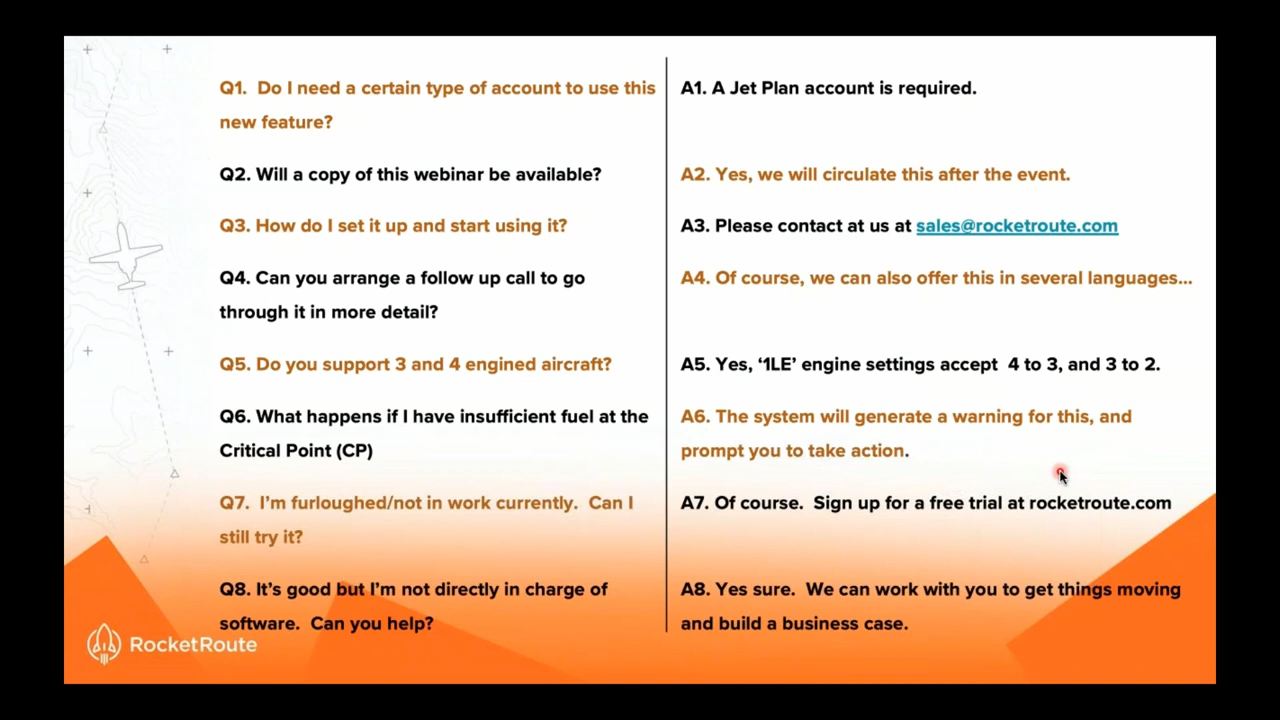 Q1.  Do I need a certain type of account to use this
new feature?
A1. A Jet Plan account is required.
Q2. Will a copy of this webinar be available?
A2. Yes, we will circulate this after the event.
Q3. How do I set it up and start using it?
A3. Please contact at us at sales@rocketroute.com
Q4. Can you arrange a follow up call to go
through it in more detail?
A4. Of course, we can also offer this in several languages...
Q5. Do you support 3 and 4 engined aircraft?
A5. Yes, ‘1LE’ engine settings accept  4 to 3, and 3 to 2.
Q6. What happens if I have insufficient fuel at the
Critical Point (CP)
A6. The system will generate a warning for this, and
prompt you to take action.
Q7.  I’m furloughed/not in work currently.  Can I
still try it?
A7. Of course.  Sign up for a free trial at rocketroute.com
Q8. It’s good but I’m not directly in charge of
software.  Can you help?
A8. Yes sure.  We can work with you to get things moving
and build a business case.
RocketRoute